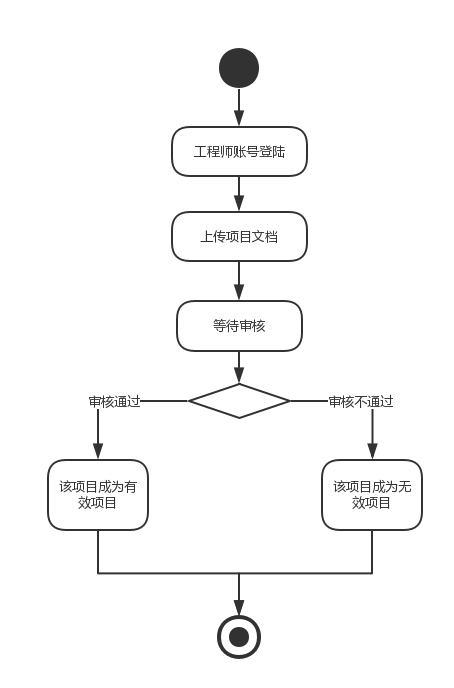 工程师账号登陆
上传项目文档
等待审核
审核通过
审核不通过
该项目成为有
效项目
该项目成为无
效项目